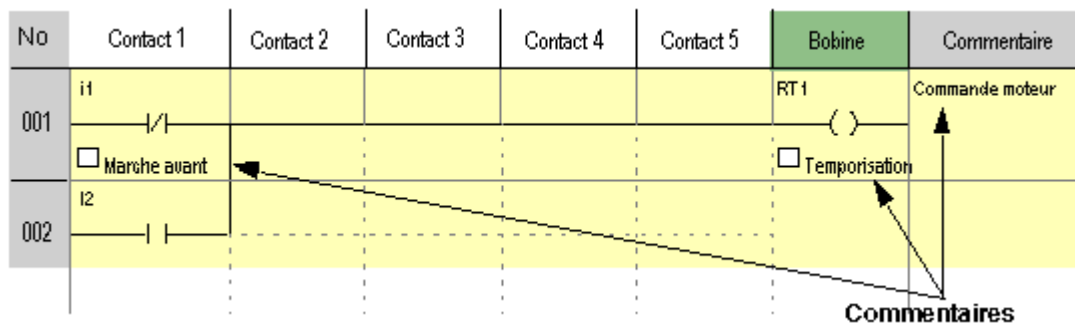 No Contact 1 Contact 2 Contact 3 Contact 4 Contact 5 Bobine Commentaire
i1 RT1 Commande moteur
001
Marche avant Temporisation
I2
002
Commentaires